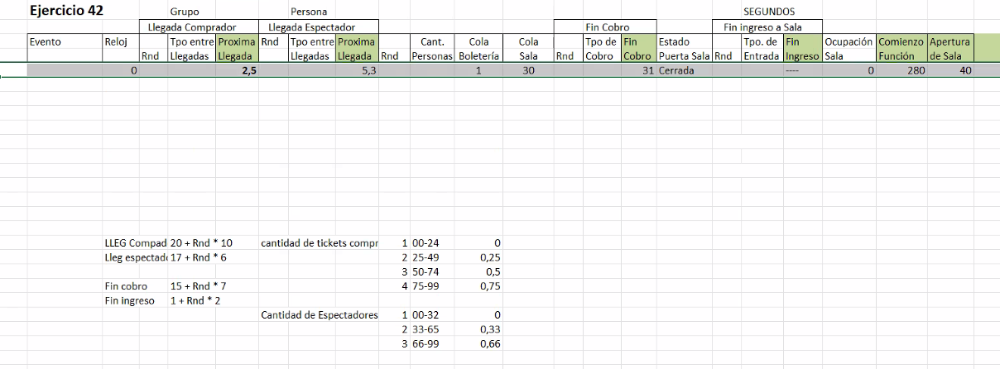 Ejercicio 42 Grupo Persona SEGUNDOS
Llegada Comprador Llegada Espectador Fin Cobro Fin ingreso a Sala
Evento Reloj Tpo entre Proxima Rnd Tpo entre Proxima Cant. Cola Cola Tpo de Fin Estado Tpo. de Fin Ocupación Comienzo Apertura
Rnd Llegadas Llegada Llegadas Llegada Rnd Personas Boletería Sala Rnd Cobro Cobro Puerta Sala Rnd Entrada Ingreso Sala Función de Sala
0 2,5 5,3 1 30 31 Cerrada ---- 0 280 40
LLEG Compad 20 + Rnd * 10 cantidad de tickets compr 1 00-24 0
Lleg espectad 17 + Rnd * 6 2 25-49 0,25
3 50-74 0,5
Fin cobro 15 + Rnd * 7 4 75-99 0,75
Fin ingreso 1 + Rnd * 2
Cantidad de Espectadores 1 00-32 0
2 33-65 0,33
3 66-99 0,66